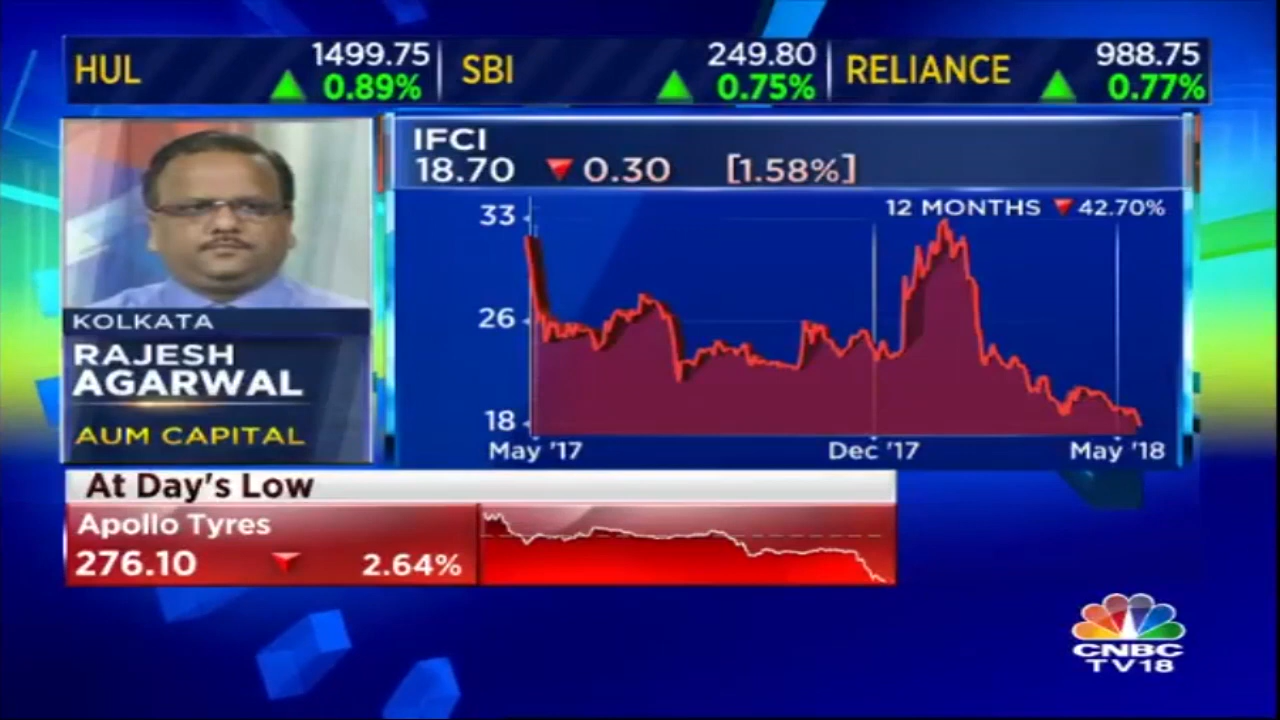 HUL 1499.75 ▲ 0.89%
SBI 249.80 ▲ 0.75%
RELIANCE 988.75 ▲ 0.77%
KOLKATA
RAJESH
AGARWAL
AUM CAPITAL
IFCI
18.70 ▼ 0.30 [1.58%]
12 MONTHS ▼ 42.70%
33
26
18
May '17 Dec '17 May '18
At Day's Low
Apollo Tyres
276.10 ▼ 2.64%
CNBC
TV18